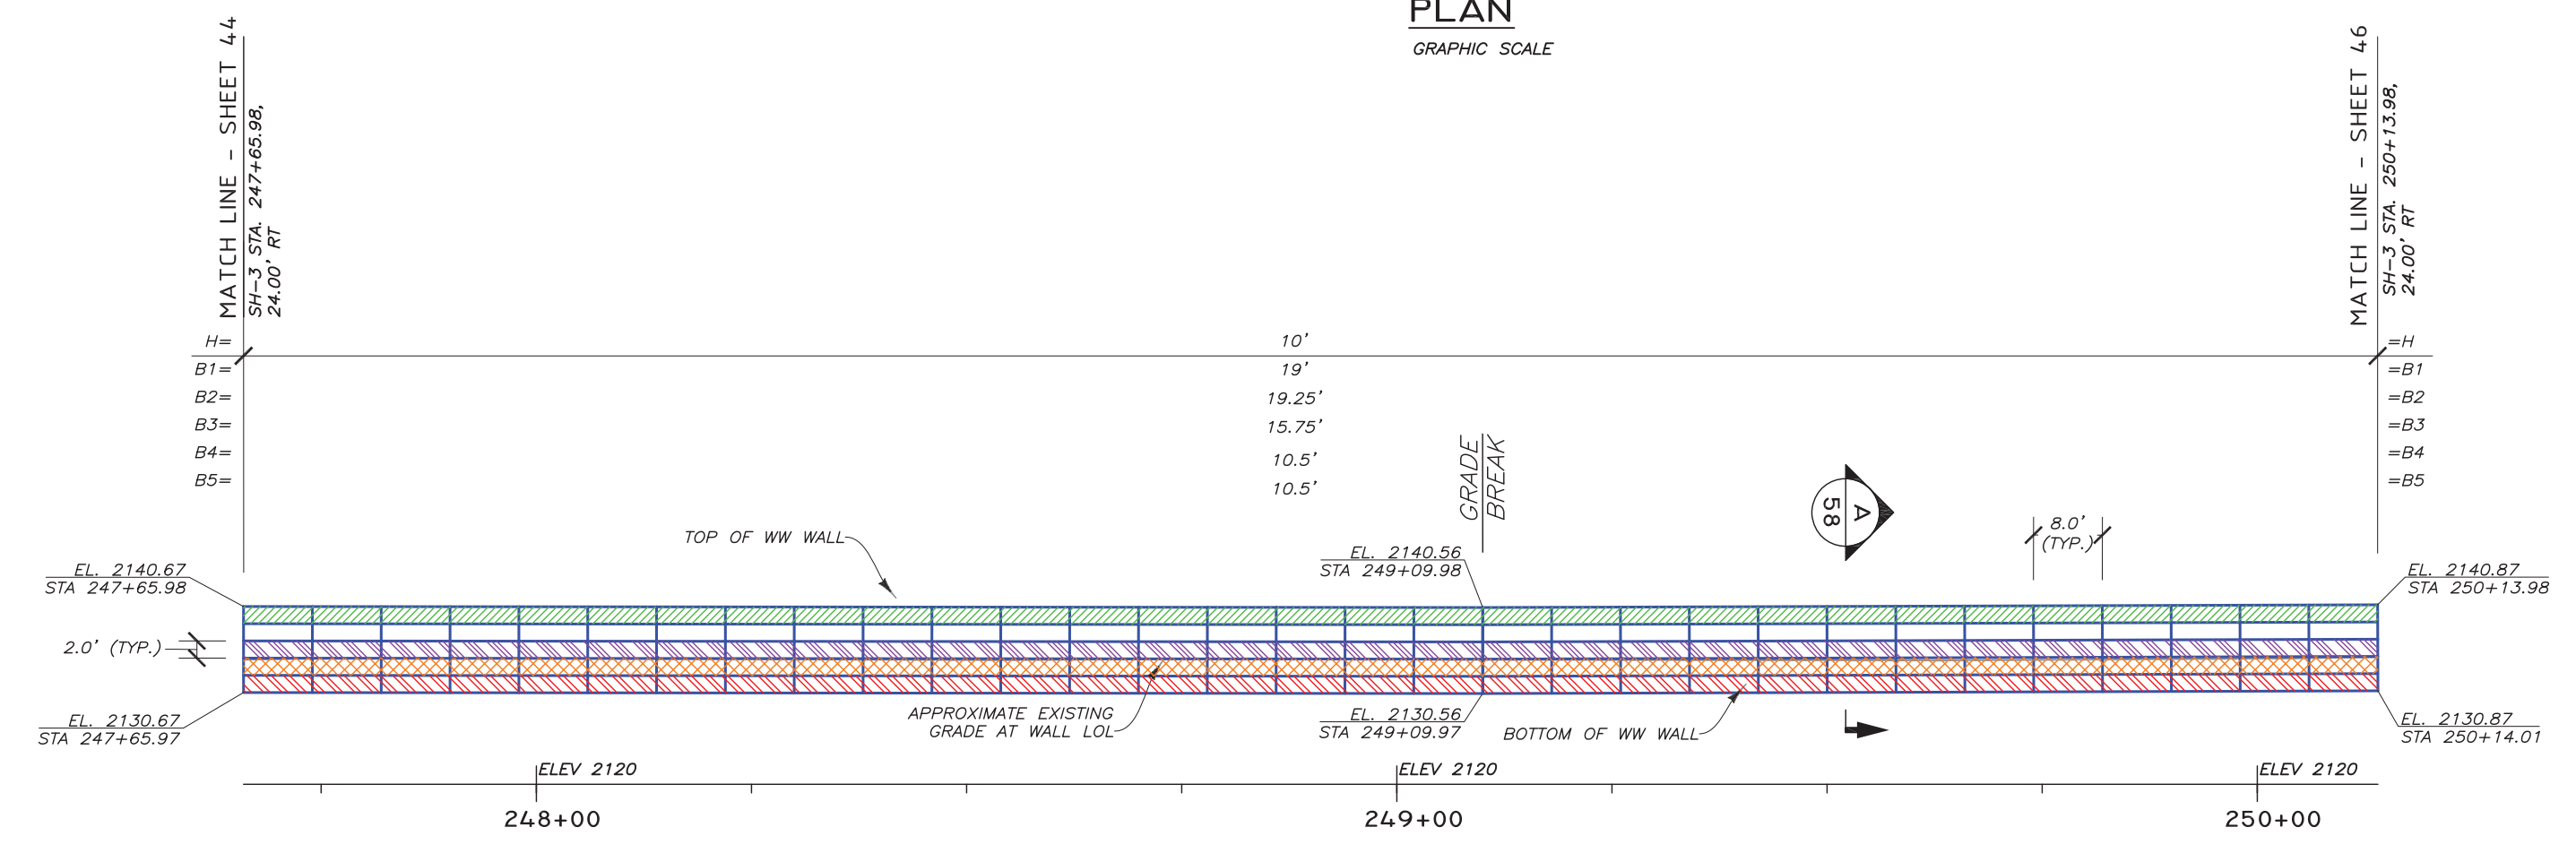 PLAN
GRAPHIC SCALE
MATCH LINE - SHEET 44
SH-3 STA. 247+65.98,
24.00' RT
MATCH LINE - SHEET 46
SH-3 STA. 250+13.98,
24.00' RT
H=
10'
=H
B1=
19'
=B1
B2=
19.25'
=B2
B3=
15.75'
=B3
B4=
10.5'
=B4
B5=
10.5'
=B5
GRADE
BREAK
A
58
8.0'
(TYP.)
TOP OF WW WALL
EL. 2140.67
STA 247+65.98
EL. 2140.56
STA 249+09.98
EL. 2140.87
STA 250+13.98
2.0' (TYP.)
EL. 2130.67
STA 247+65.97
APPROXIMATE EXISTING
GRADE AT WALL LOL
EL. 2130.56
STA 249+09.97
BOTTOM OF WW WALL
EL. 2130.87
STA 250+14.01
ELEV 2120
ELEV 2120
ELEV 2120
248+00
249+00
250+00